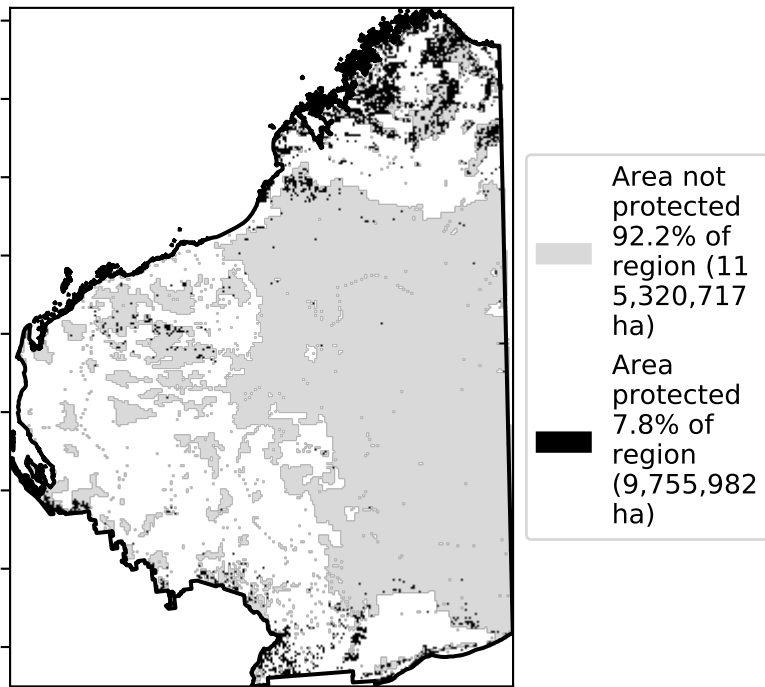 Area not
protected
92.2% of
region (11
5,320,717
ha)
Area
protected
7.8% of
region
(9,755,982
ha)